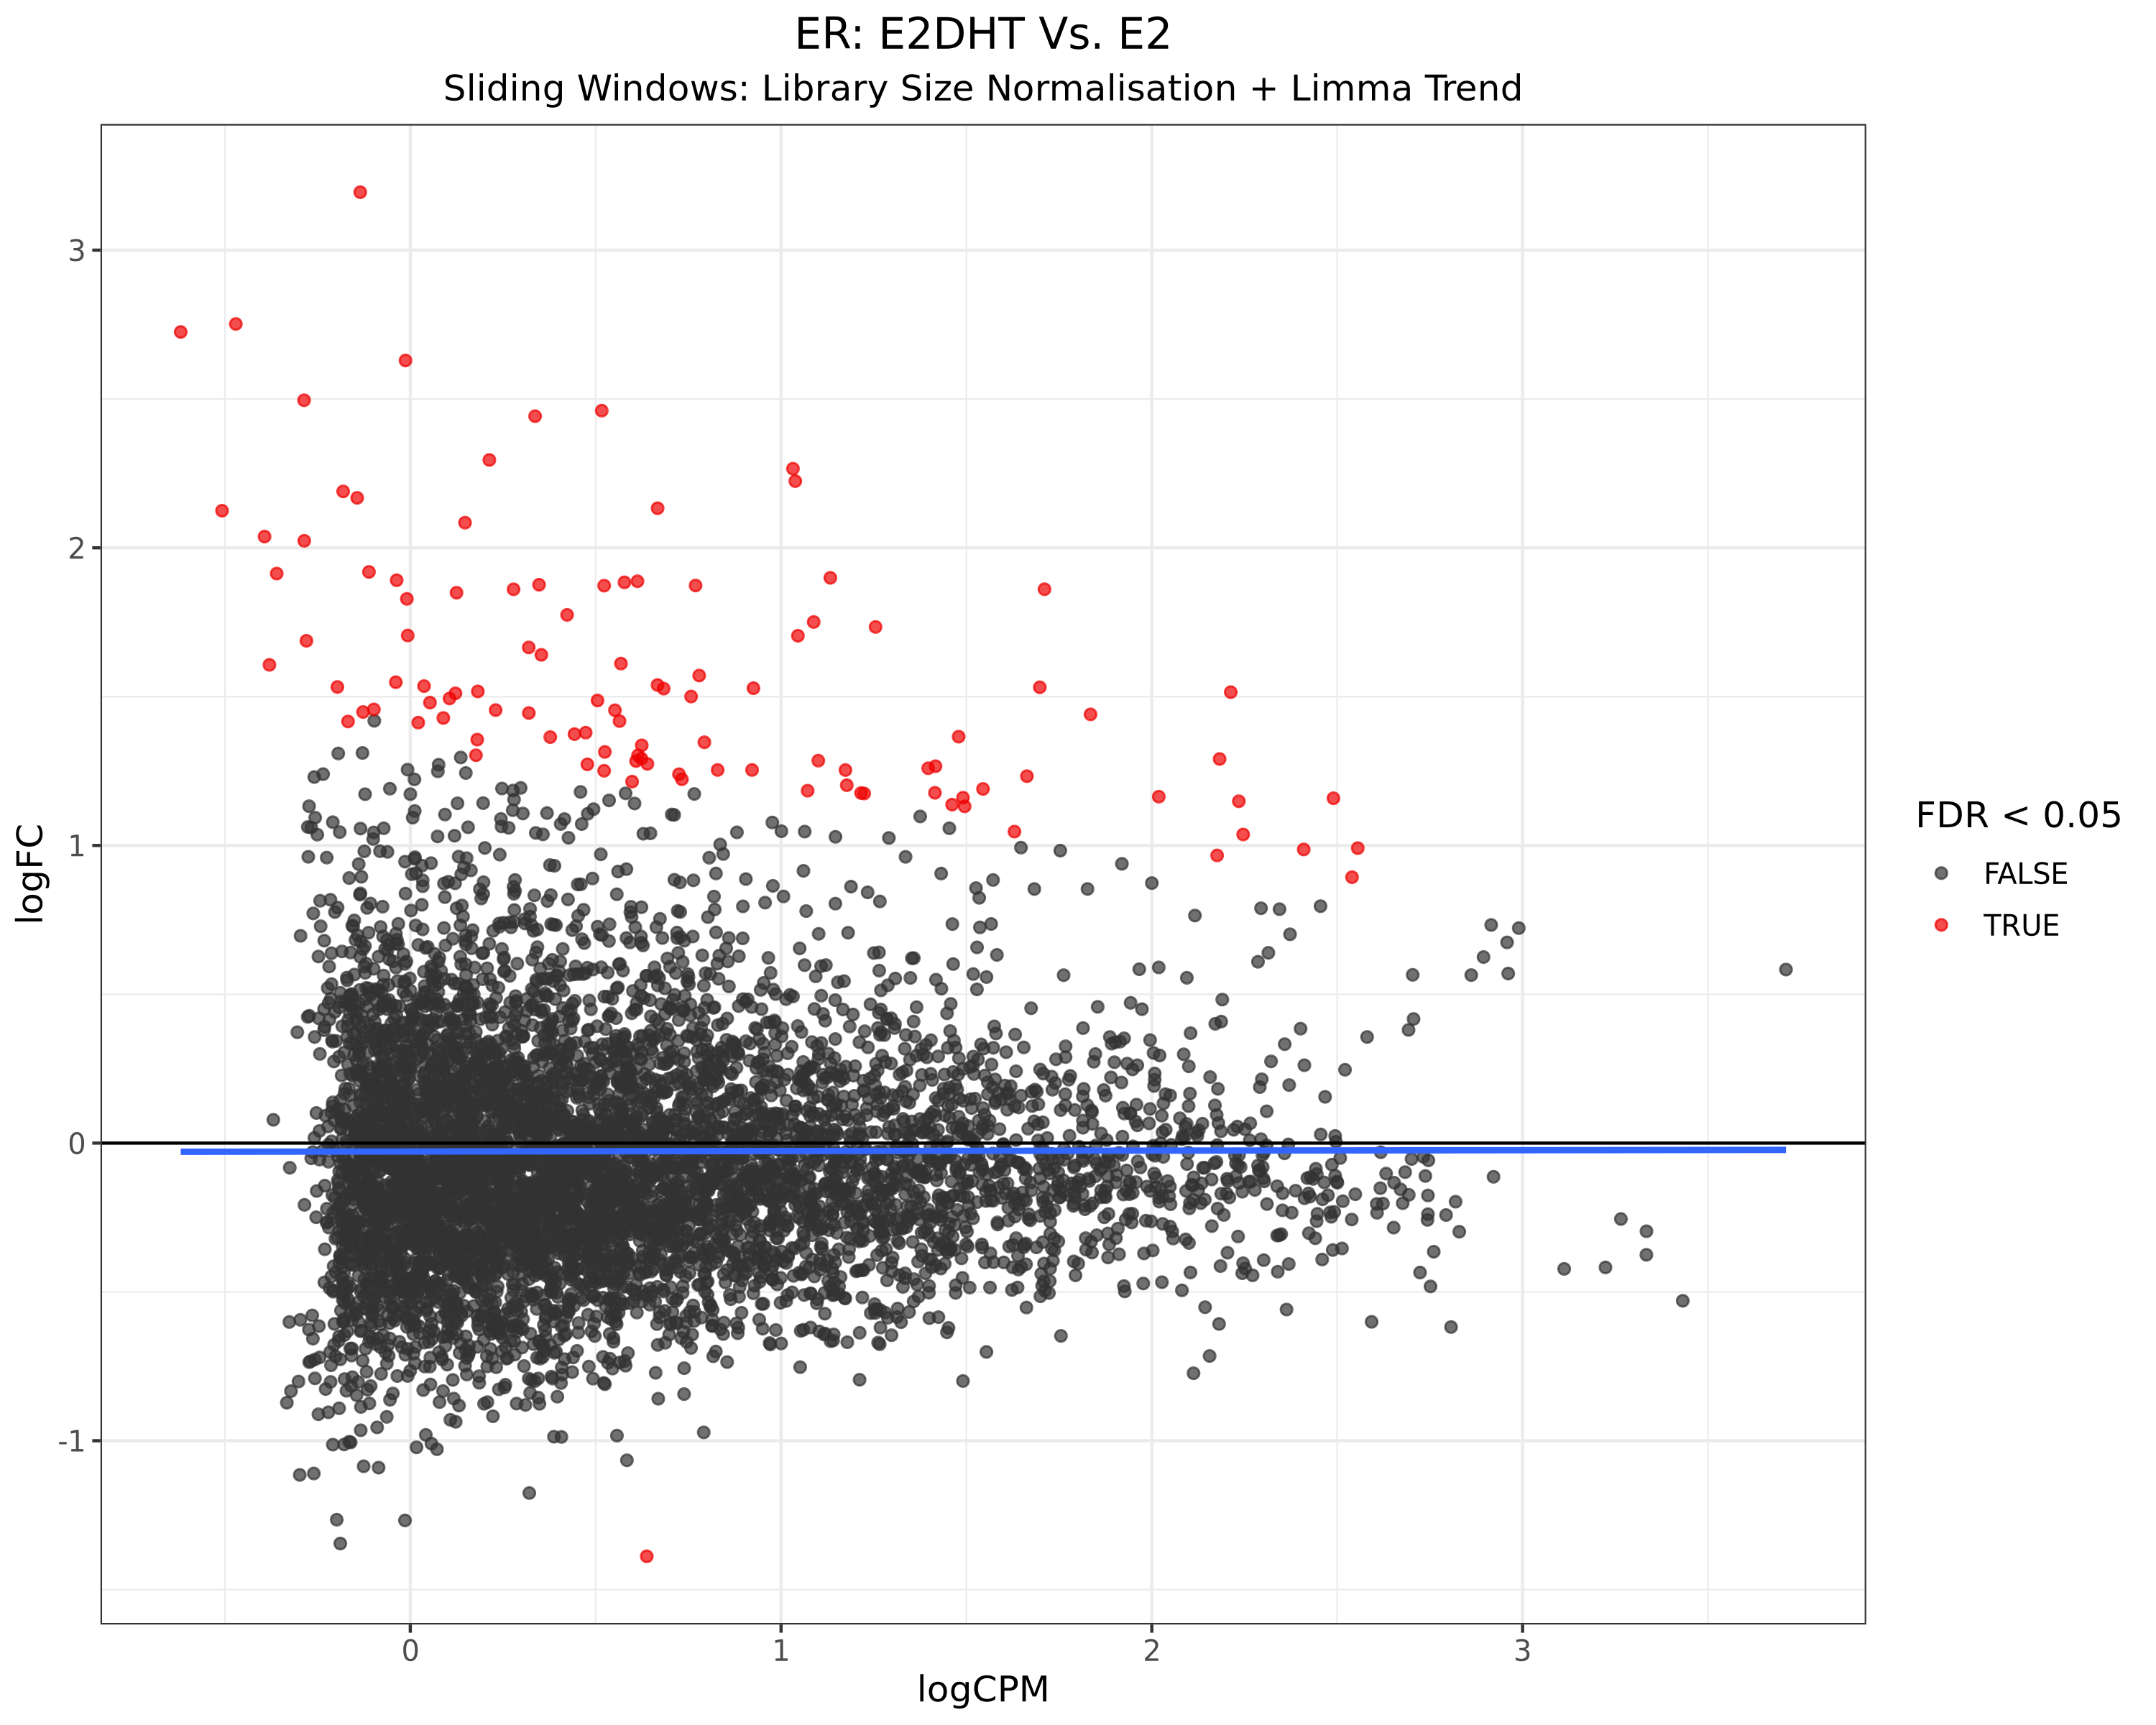 ER: E2DHT Vs. E2
Sliding Windows: Library Size Normalisation + Limma Trend
logFC
3
2
1
0
-1
0
1
2
3
logCPM
FDR < 0.05
FALSE
TRUE